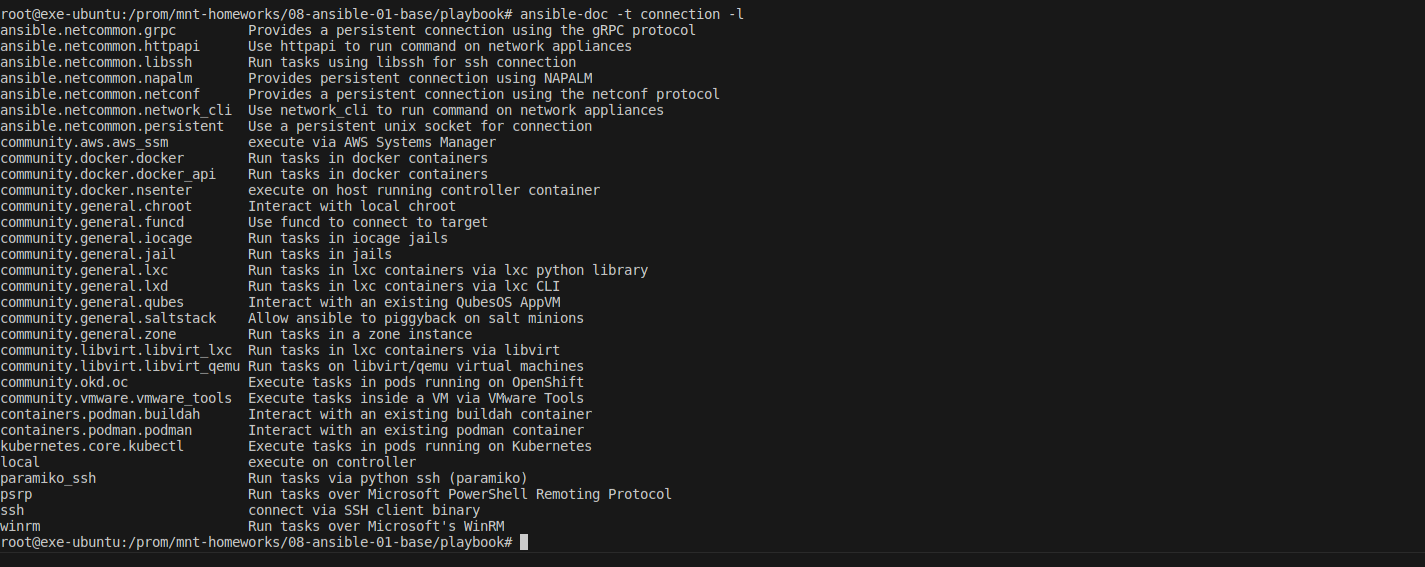 root@exe-ubuntu:/prom/mnt-homeworks/08-ansible-01-base/playbook# ansible-doc -t connection -l
ansible.netcommon.grpc         Provides a persistent connection using the gRPC protocol
ansible.netcommon.httpapi      Use httpapi to run command on network appliances
ansible.netcommon.libssh       Run tasks using libssh for ssh connection
ansible.netcommon.napalm       Provides persistent connection using NAPALM
ansible.netcommon.netconf      Provides a persistent connection using the netconf protocol
ansible.netcommon.network_cli  Use network_cli to run command on network appliances
ansible.netcommon.persistent   Use a persistent unix socket for connection
community.aws.aws_ssm          execute via AWS Systems Manager
community.docker.docker        Run tasks in docker containers
community.docker.docker_api    Run tasks in docker containers
community.docker.nsenter       execute on host running controller container
community.general.chroot       Interact with local chroot
community.general.funcd        Use funcd to connect to target
community.general.iocage       Run tasks in iocage jails
community.general.jail         Run tasks in jails
community.general.lxc          Run tasks in lxc containers via lxc python library
community.general.lxd          Run tasks in lxc containers via lxc CLI
community.general.qubes        Interact with an existing QubesOS AppVM
community.general.saltstack    Allow ansible to piggyback on salt minions
community.general.zone         Run tasks in a zone instance
community.libvirt.libvirt_lxc  Run tasks in lxc containers via libvirt
community.libvirt.libvirt_qemu Run tasks on libvirt/qemu virtual machines
community.okd.oc               Execute tasks in pods running on OpenShift
community.vmware.vmware_tools  Execute tasks inside a VM via VMware Tools
containers.podman.buildah      Interact with an existing buildah container
containers.podman.podman       Interact with an existing podman container
kubernetes.core.kubectl        Execute tasks in pods running on Kubernetes
local                          execute on controller
paramiko_ssh                   Run tasks via python ssh (paramiko)
psrp                           Run tasks over Microsoft PowerShell Remoting Protocol
ssh                            connect via SSH client binary
winrm                          Run tasks over Microsoft's WinRM
root@exe-ubuntu:/prom/mnt-homeworks/08-ansible-01-base/playbook#